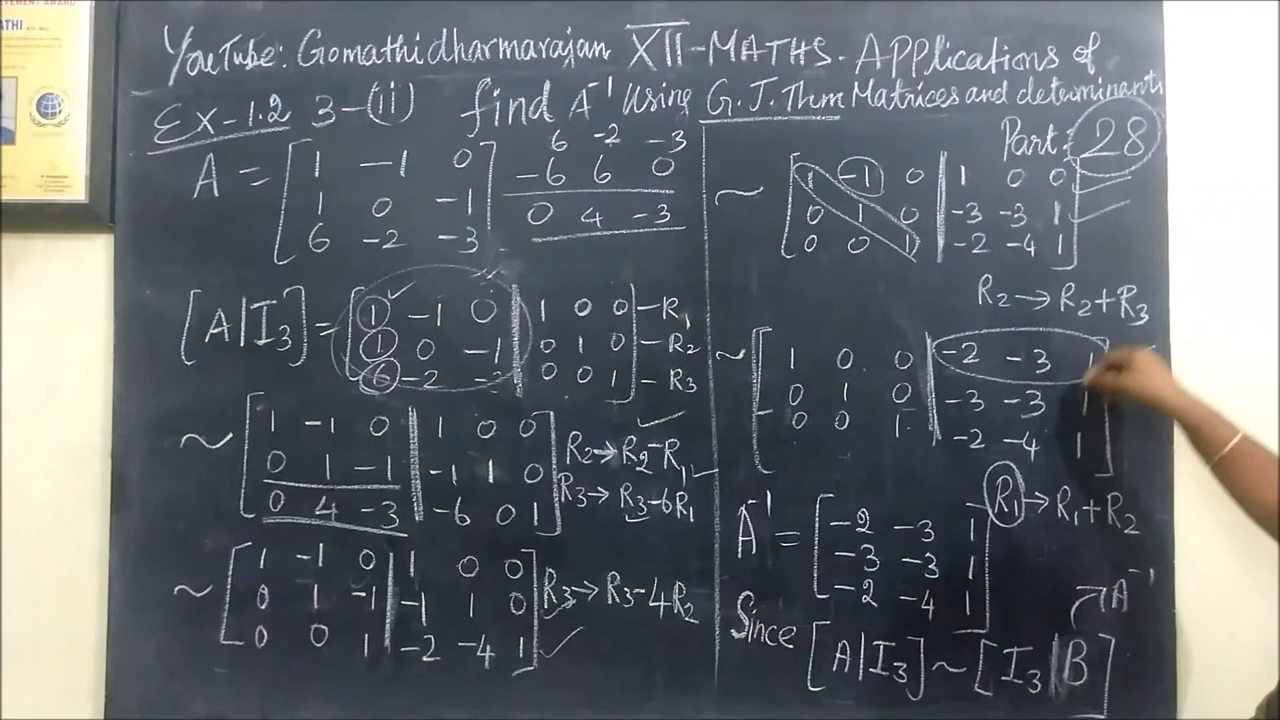 EMENT AWARD
ATHI
YouTube: Gomathidharmarajan XII-MATHS. Applications of
Matrices and determinants
Ex-1.2 3-(ii) find A⁻¹ using G.J.Thm
Part: 28
A = [1 -1 0
1 0 -1
6 -2 -3]
6 -2 -3
-6 6 0
0 4 -3
[A|I₃] = [1 -1 0 | 1 0 0] -R₁
1 0 -1 | 0 1 0 -R₂
6 -2 -3 | 0 0 1 -R₃
~ [1 -1 0 | 1 0 0]
0 1 -1 | -1 1 0 R₂→R₂-R₁
0 4 -3 | -6 0 1 R₃→R₃-6R₁
~ [1 -1 0 | 1 0 0]
0 1 -1 | -1 1 0 R₃→R₃-4R₂
0 0 1 | -2 -4 1
~ [1 -1 0 | 1 0 0]
0 1 0 | -3 -3 1
0 0 1 | -2 -4 1
R₂→R₂+R₃
~ [1 0 0 | -2 -3 1]
0 1 0 | -3 -3 1
0 0 1 | -2 -4 1
R₁→R₁+R₂
A⁻¹ = [-2 -3 1
-3 -3 1
-2 -4 1]
Since [A|I₃] ~ [I₃|B] → A⁻¹